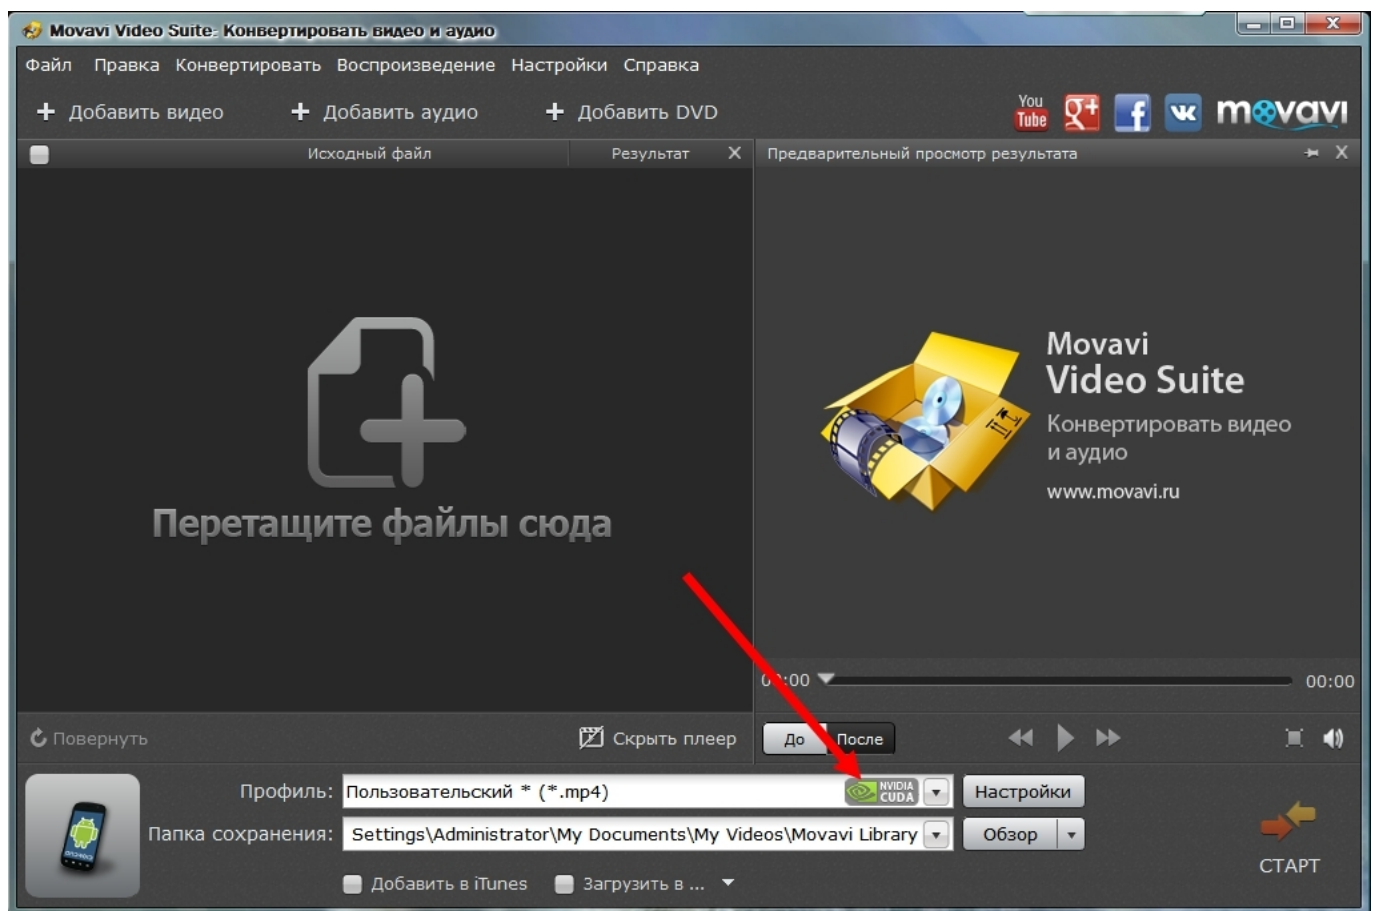 Movavi Video Suite: Конвертировать видео и аудио
Файл Правка Конвертировать Воспроизведение Настройки Справка
+ Добавить видео + Добавить аудио + Добавить DVD You Tube g+ f vk movavi
Исходный файл Результат X Предварительный просмотр результата X
Movavi
Video Suite
Конвертировать видео
и аудио
www.movavi.ru
Перетащите файлы сюда
00:00 00:00
Повернуть Скрыть плеер До После
Профиль: Пользовательский * (*.mp4) NVIDIA CUDA Настройки
Папка сохранения: Settings\Administrator\My Documents\My Videos\Movavi Library Обзор
СТАРТ
Добавить в iTunes Загрузить в ...